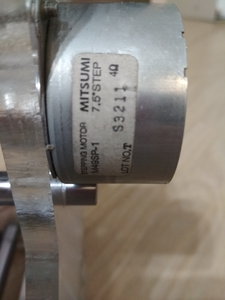 MITSUMI
STEPPING MOTOR
M49SP-1
7.5°STEP 4Ω
LOT NO.T S3211